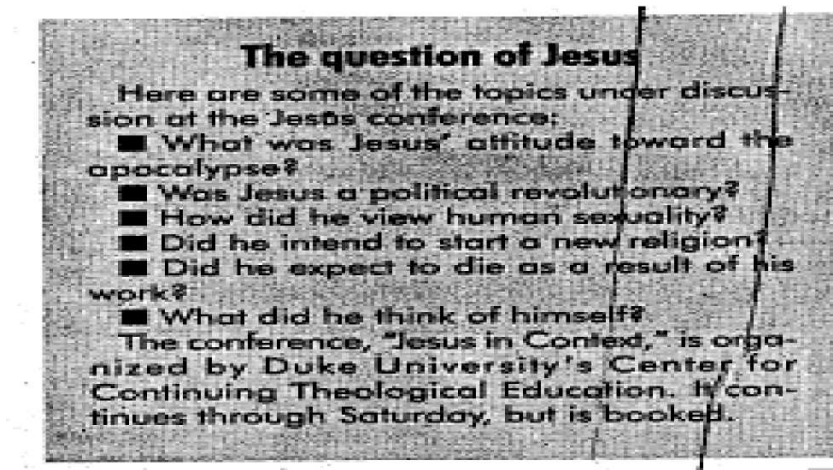 The question of Jesus
Here are some of the topics under discus-
sion at the Jesus conference:
■ What was Jesus' attitude toward the
apocalypse?
■ Was Jesus a political revolutionary?
■ How did he view human sexuality?
■ Did he intend to start a new religion?
■ Did he expect to die as a result of his
work?
■ What did he think of himself?
The conference, "Jesus in Context," is orga-
nized by Duke University's Center for
Continuing Theological Education. It con-
tinues through Saturday, but is booked.